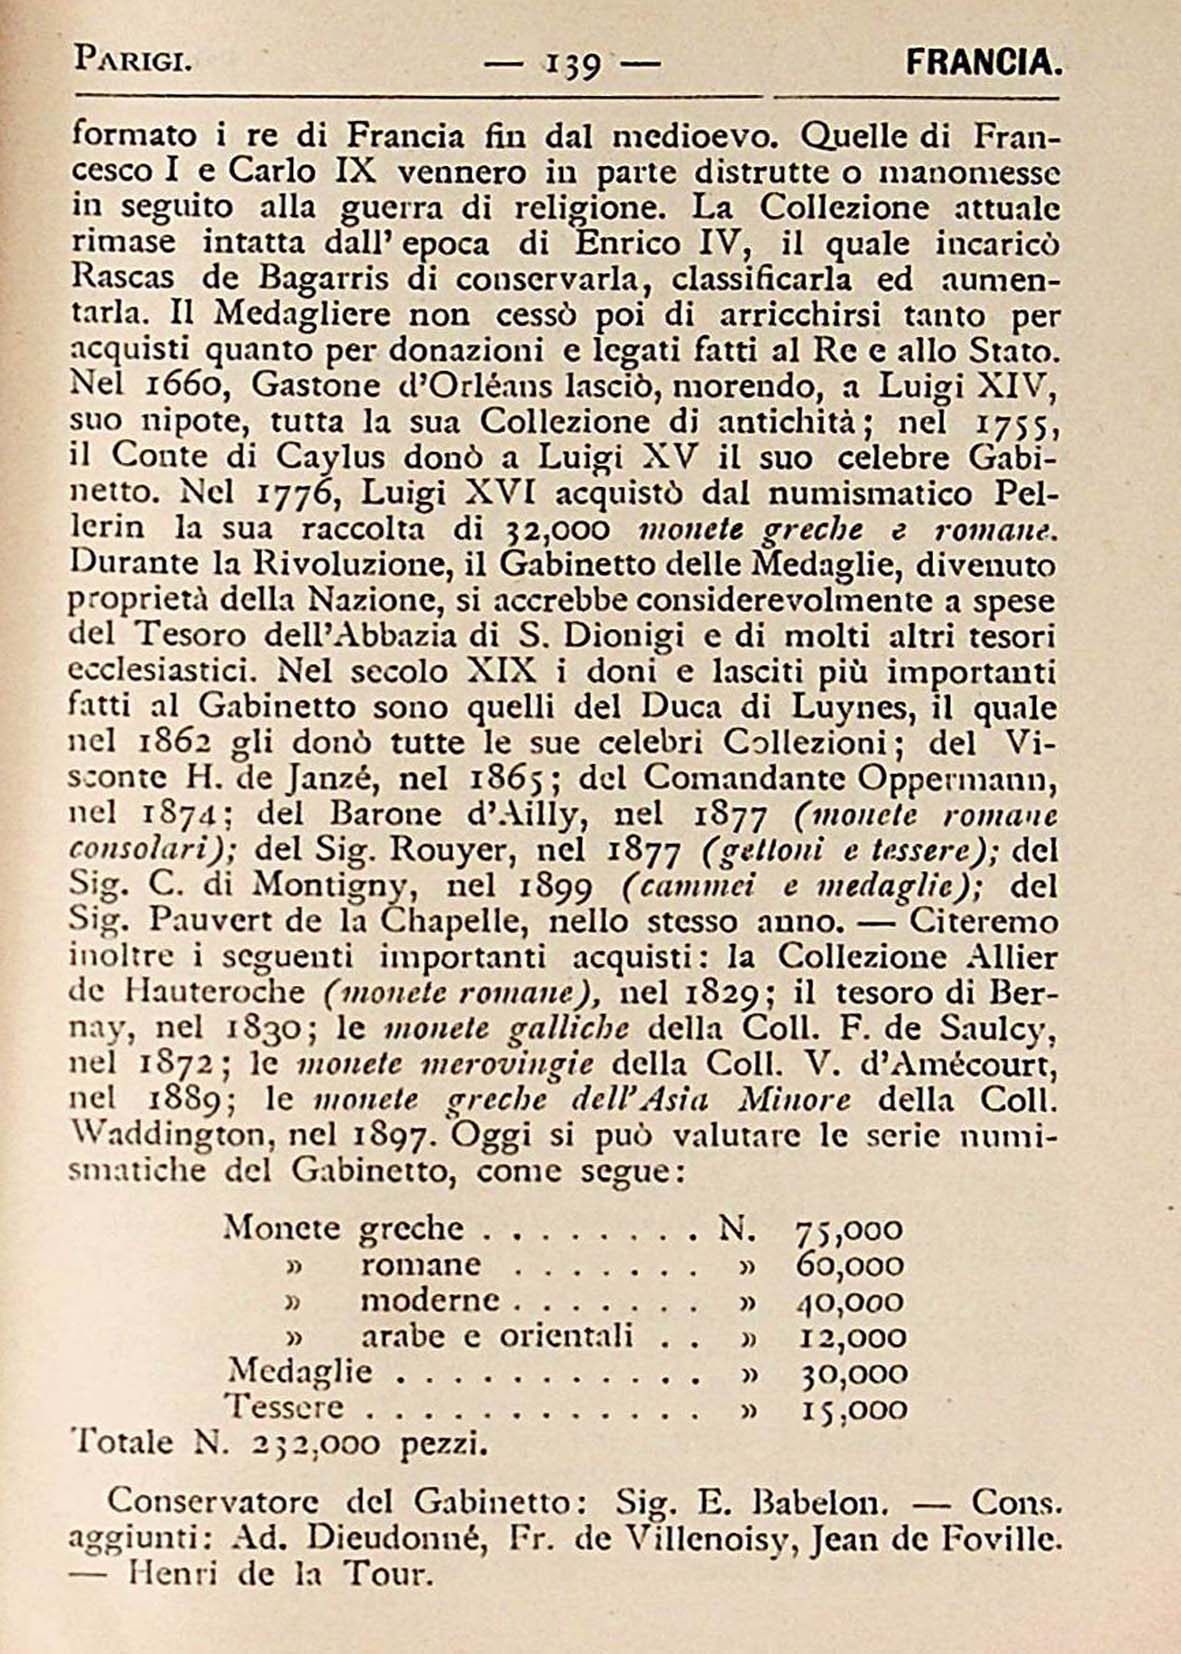 PARIGI. — 139 — FRANCIA.
formato i re di Francia fin dal medioevo. Quelle di Fran-
cesco I e Carlo IX vennero in parte distrutte o manomesse
in seguito alla guerra di religione. La Collezione attuale
rimase intatta dall' epoca di Enrico IV, il quale incaricò
Rascas de Bagarris di conservarla, classificarla ed aumen-
tarla. Il Medagliere non cessò poi di arricchirsi tanto per
acquisti quanto per donazioni e legati fatti al Re e allo Stato.
Nel 1660, Gastone d'Orléans lasciò, morendo, a Luigi XIV,
suo nipote, tutta la sua Collezione di antichità; nel 1755,
il Conte di Caylus donò a Luigi XV il suo celebre Gabi-
netto. Nel 1776, Luigi XVI acquistò dal numismatico Pel-
lerin la sua raccolta di 32,000 monete greche e romane.
Durante la Rivoluzione, il Gabinetto delle Medaglie, divenuto
proprietà della Nazione, si accrebbe considerevolmente a spese
del Tesoro dell'Abbazia di S. Dionigi e di molti altri tesori
ecclesiastici. Nel secolo XIX i doni e lasciti più importanti
fatti al Gabinetto sono quelli del Duca di Luynes, il quale
nel 1862 gli donò tutte le sue celebri Collezioni; del Vi-
sconte H. de Janzé, nel 1865; del Comandante Oppermann,
nel 1874; del Barone d'Ailly, nel 1877 (monete romane
consolari); del Sig. Rouyer, nel 1877 (gettoni e tessere); del
Sig. C. di Montigny, nel 1899 (cammei e medaglie); del
Sig. Pauvert de la Chapelle, nello stesso anno. — Citeremo
inoltre i seguenti importanti acquisti: la Collezione Allier
de Hauteroche (monete romane), nel 1829; il tesoro di Ber-
nay, nel 1830; le monete galliche della Coll. F. de Saulcy,
nel 1872; le monete merovingie della Coll. V. d'Amécourt,
nel 1889; le monete greche dell'Asia Minore della Coll.
Waddington, nel 1897. Oggi si può valutare le serie numi-
smatiche del Gabinetto, come segue:
Monete greche . . . . . . . . N. 75,000
» romane . . . . . . . » 60,000
» moderne . . . . . . . » 40,000
» arabe e orientali . . » 12,000
Medaglie . . . . . . . . . . . » 30,000
Tessere . . . . . . . . . . . . » 15,000
Totale N. 232,000 pezzi.
Conservatore del Gabinetto: Sig. E. Babelon. — Cons.
aggiunti: Ad. Dieudonné, Fr. de Villenoisy, Jean de Foville.
— Henri de la Tour.